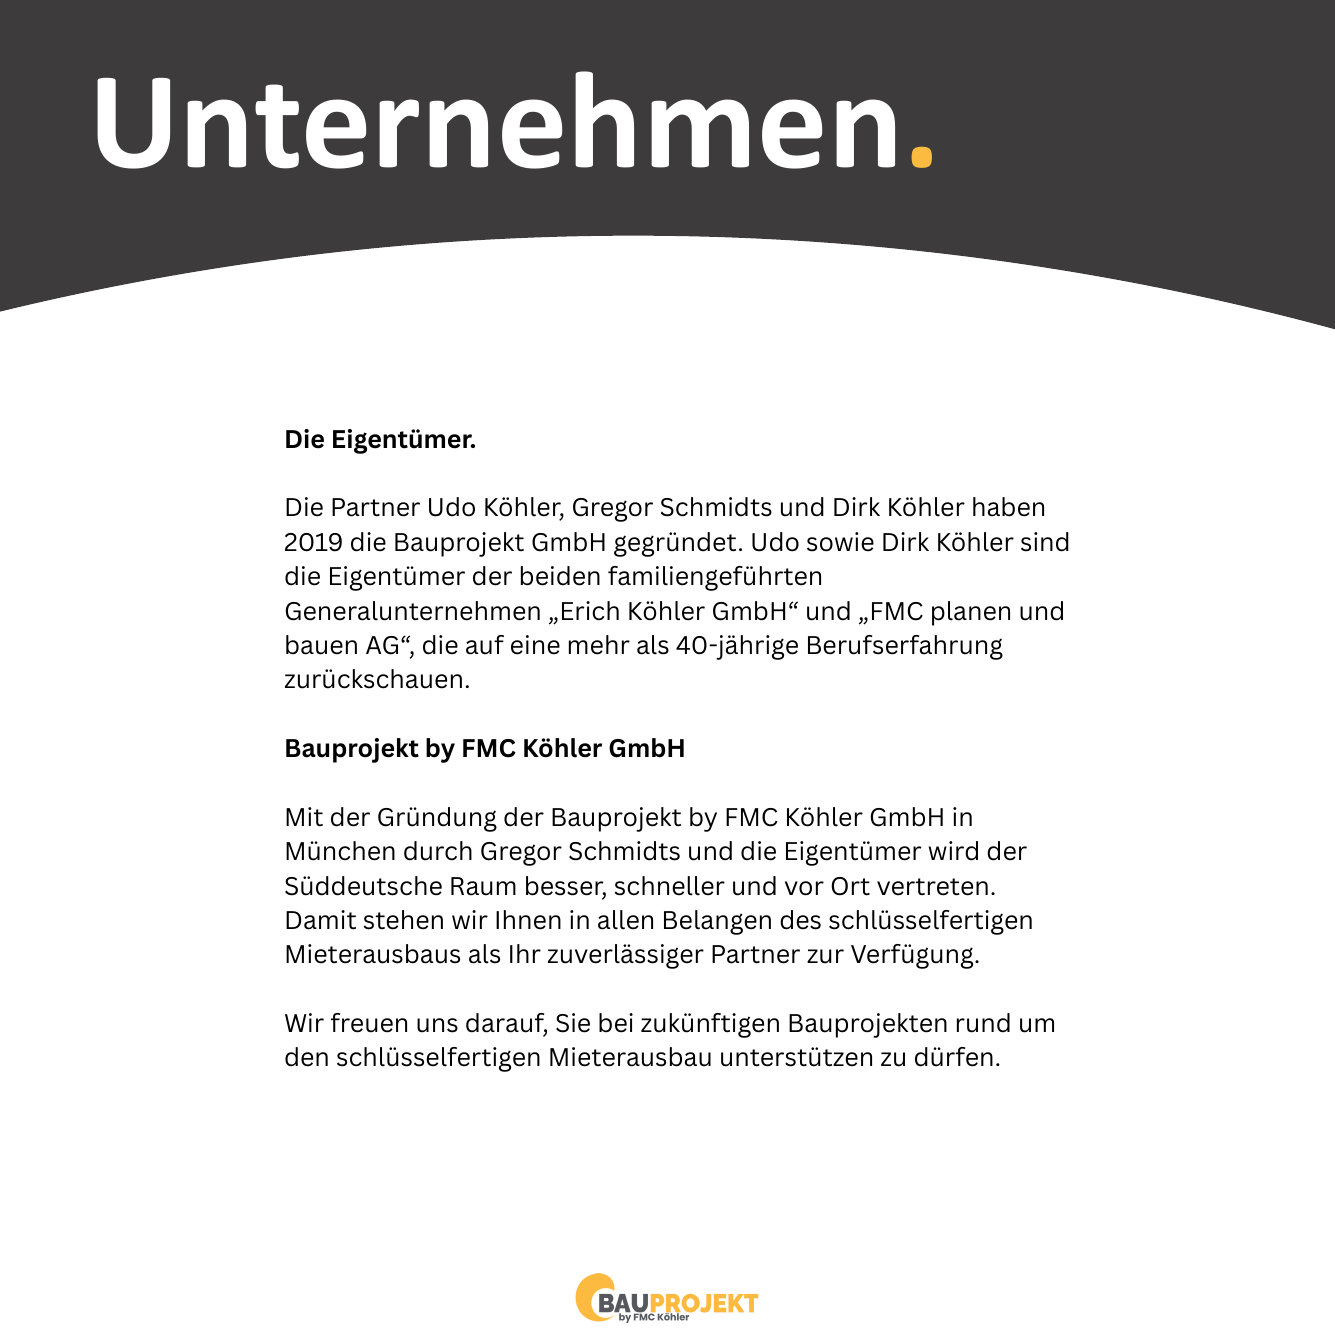 Unternehmen.
Die Eigentümer.
Die Partner Udo Köhler, Gregor Schmidts und Dirk Köhler haben
2019 die Bauprojekt GmbH gegründet. Udo sowie Dirk Köhler sind
die Eigentümer der beiden familiengeführten
Generalunternehmen „Erich Köhler GmbH“ und „FMC planen und
bauen AG“, die auf eine mehr als 40-jährige Berufserfahrung
zurückschauen.
Bauprojekt by FMC Köhler GmbH
Mit der Gründung der Bauprojekt by FMC Köhler GmbH in
München durch Gregor Schmidts und die Eigentümer wird der
Süddeutsche Raum besser, schneller und vor Ort vertreten.
Damit stehen wir Ihnen in allen Belangen des schlüsselfertigen
Mieterausbaus als Ihr zuverlässiger Partner zur Verfügung.
Wir freuen uns darauf, Sie bei zukünftigen Bauprojekten rund um
den schlüsselfertigen Mieterausbau unterstützen zu dürfen.
BAUPROJEKT
by FMC Köhler